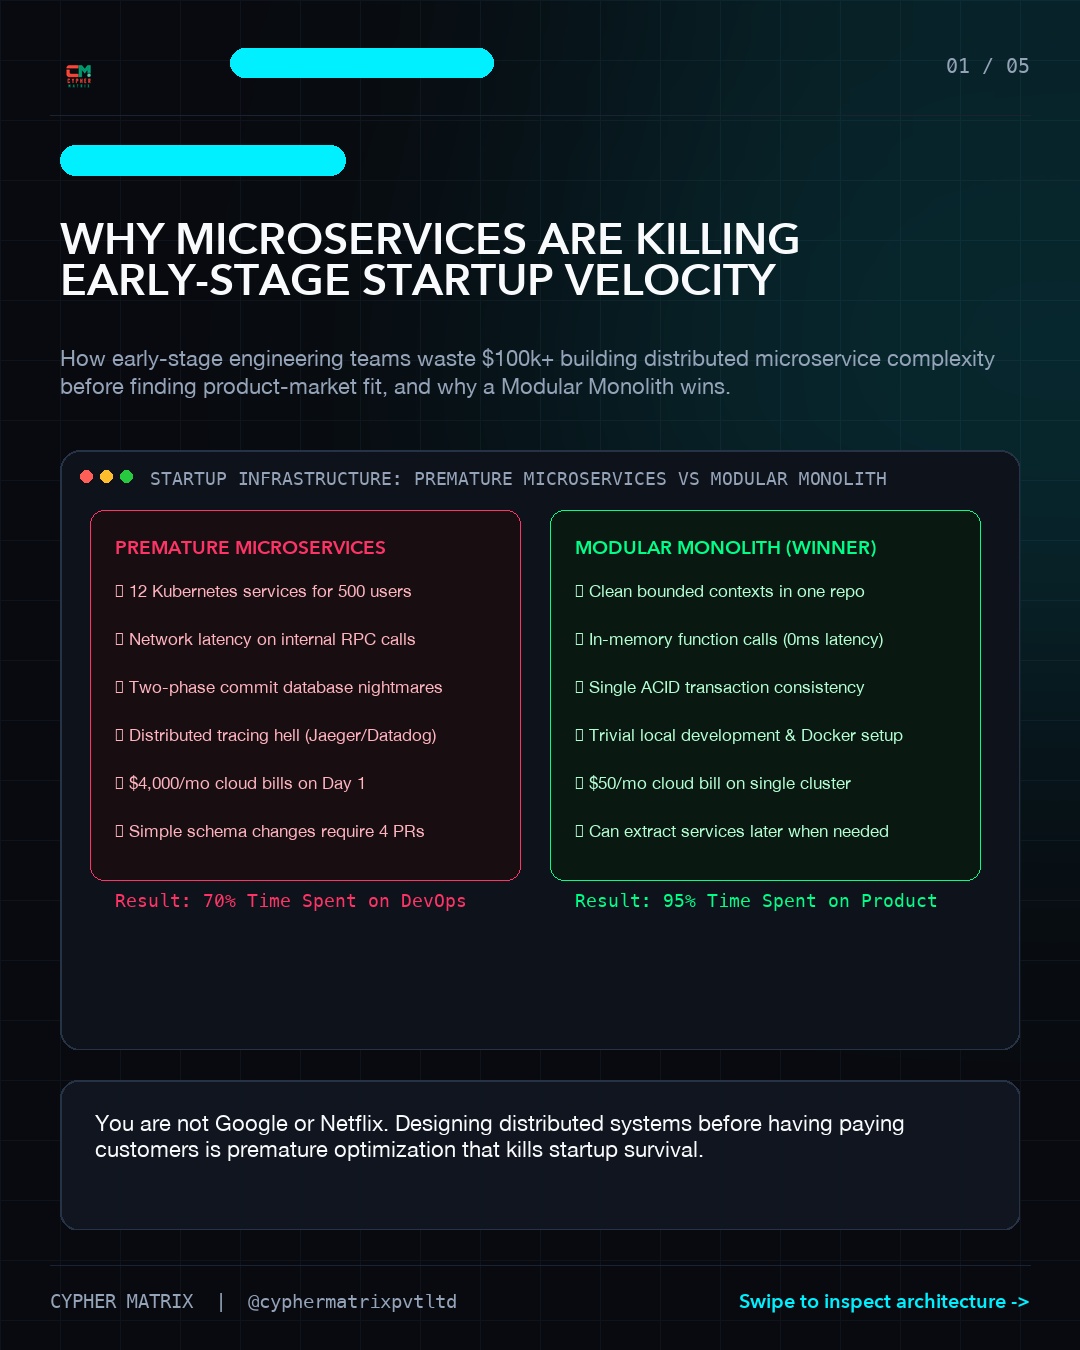 CM
CYPHER
MATRIX
01 / 05
WHY MICROSERVICES ARE KILLING
EARLY-STAGE STARTUP VELOCITY
How early-stage engineering teams waste $100k+ building distributed microservice complexity
before finding product-market fit, and why a Modular Monolith wins.
STARTUP INFRASTRUCTURE: PREMATURE MICROSERVICES VS MODULAR MONOLITH
PREMATURE MICROSERVICES
12 Kubernetes services for 500 users
Network latency on internal RPC calls
Two-phase commit database nightmares
Distributed tracing hell (Jaeger/Datadog)
$4,000/mo cloud bills on Day 1
Simple schema changes require 4 PRs
Result: 70% Time Spent on DevOps
MODULAR MONOLITH (WINNER)
Clean bounded contexts in one repo
In-memory function calls (0ms latency)
Single ACID transaction consistency
Trivial local development & Docker setup
$50/mo cloud bill on single cluster
Can extract services later when needed
Result: 95% Time Spent on Product
You are not Google or Netflix. Designing distributed systems before having paying
customers is premature optimization that kills startup survival.
CYPHER MATRIX | @cyphermatrixpvtltd
Swipe to inspect architecture ->